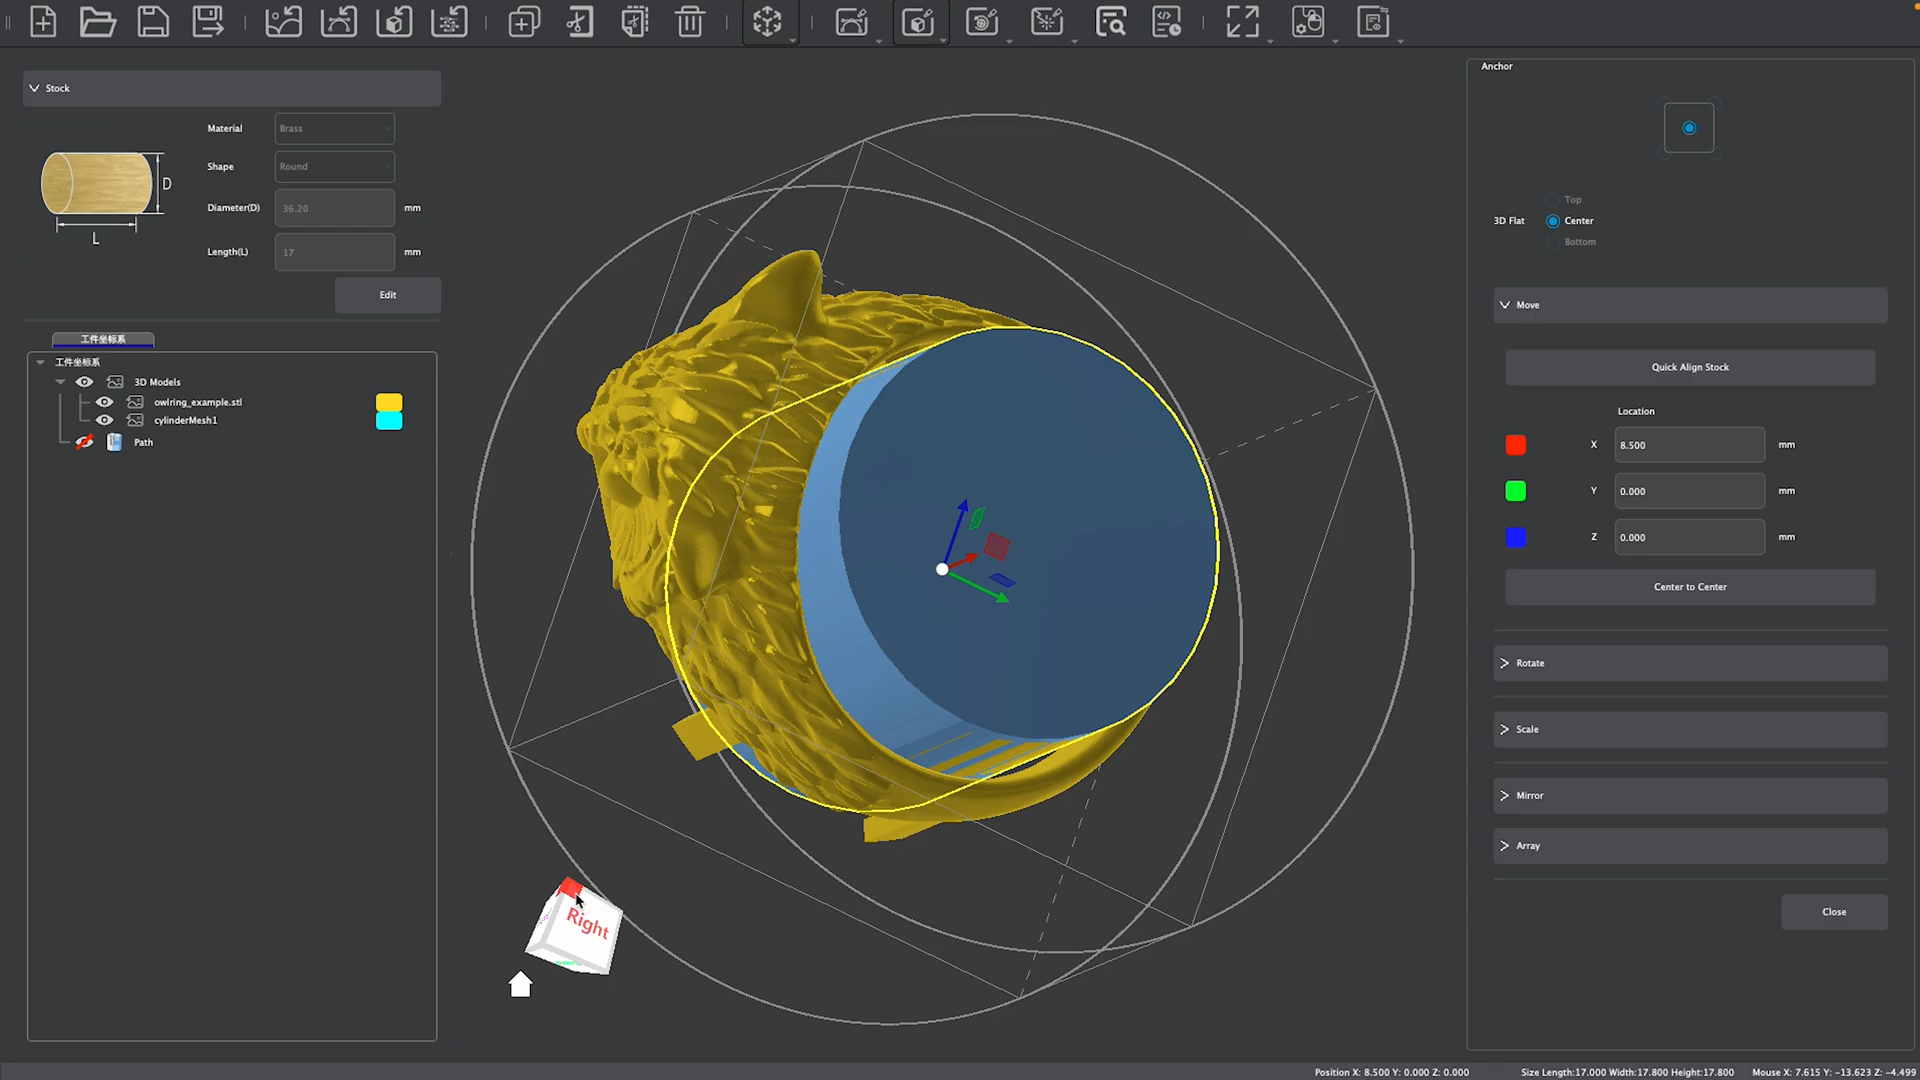 Stock
Material
Brass
Shape
Round
Diameter(D)
36.20
mm
Length(L)
17
mm
D
L
Edit
工件坐标系
工件坐标系
3D Models
owlring_example.stl
cylinderMesh1
Path
Right
Anchor
Top
3D Flat
Center
Bottom
Move
Quick Align Stock
Location
X
8.500
mm
Y
0.000
mm
Z
0.000
mm
Center to Center
Rotate
Scale
Mirror
Array
Close
Position X: 8.500 Y: 0.000 Z: 0.000
Size Length:17.000 Width:17.800 Height:17.800
Mouse X: 7.615 Y: -13.623 Z: -4.499